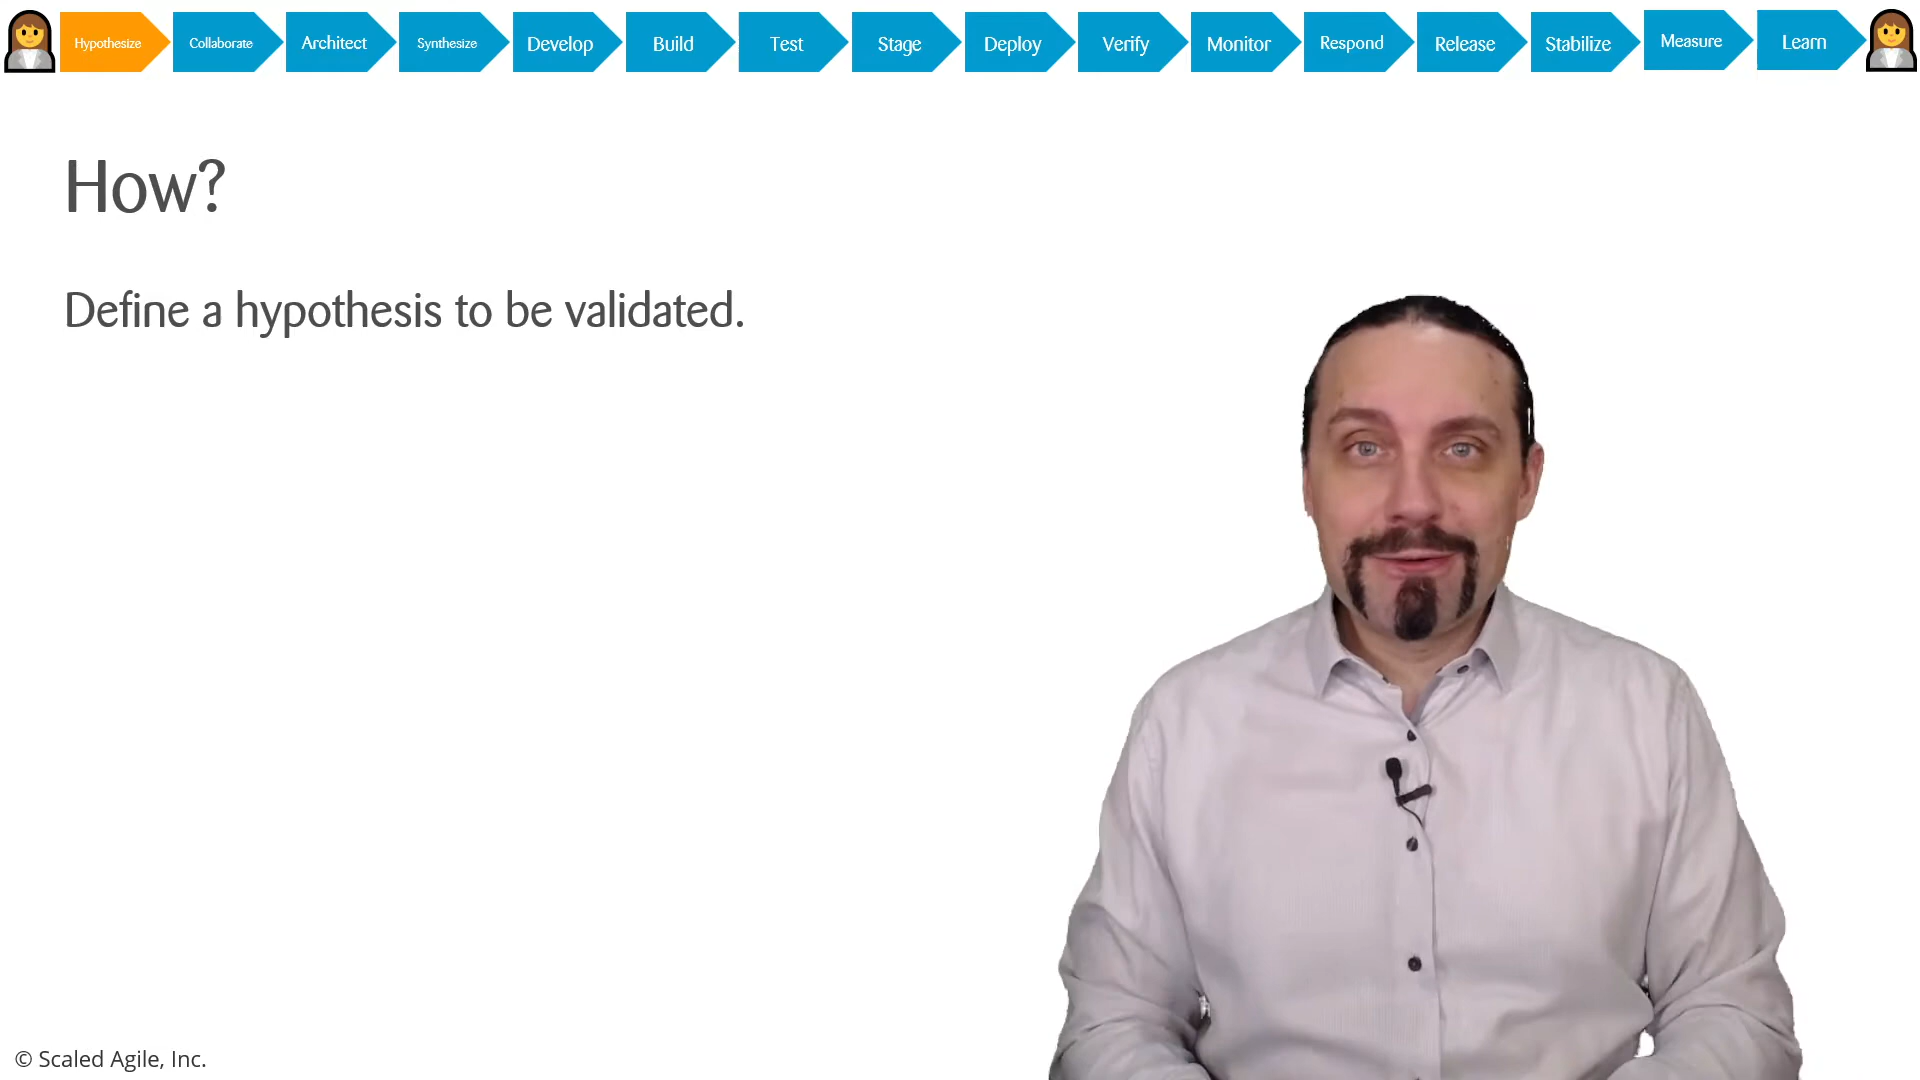 Hypothesize
Collaborate
Architect
Synthesize
Develop
Build
Test
Stage
Deploy
Verify
Monitor
Respond
Release
Stabilize
Measure
Learn
How?
Define a hypothesis to be validated.
© Scaled Agile, Inc.